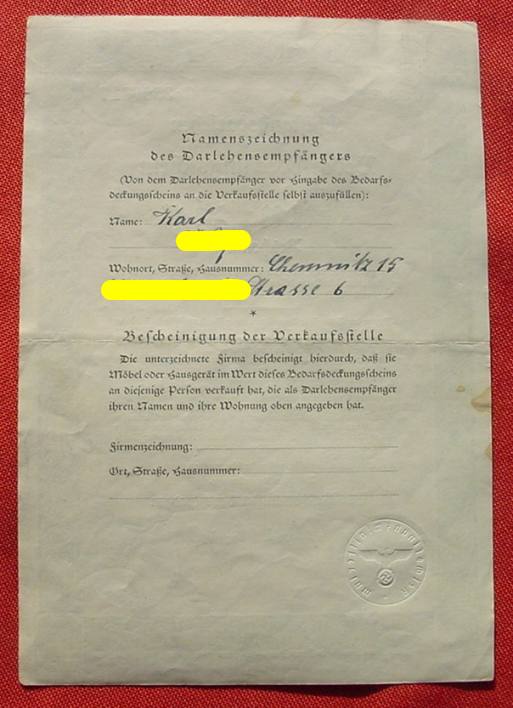 Namenszeichnung
des Darlehensempfängers
(Von dem Darlehensempfänger vor Hingabe des Bedarfs-
deckungsscheins an die Verkaufsstelle selbst auszufüllen):
Name: Karl
Wohnort, Straße, Hausnummer: Chemnitz 15
Strasse 6
*
Bescheinigung der Verkaufsstelle
Die unterzeichnete Firma bescheinigt hierdurch, daß sie
Möbel oder Hausgerät im Wert dieses Bedarfsdeckungsscheins
an diejenige Person verkauft hat, die als Darlehensempfänger
ihren Namen und ihre Wohnung oben angegeben hat.
Firmenzeichnung:
Ort, Straße, Hausnummer: